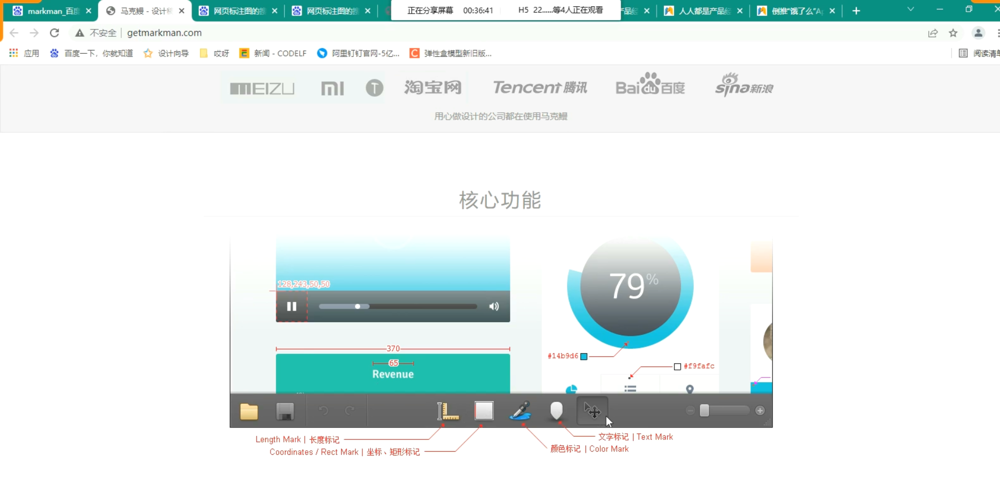 markman_百度
马克鳗 - 设计稿
网页标注图的搜
网页标注图的搜
正在分享屏幕 00:36:41 H5 22......等4人正在观看
产品经
人人都是产品经
倒推“饿了么”Ap
不安全 getmarkman.com
应用 百度一下，你就知道 设计向导 哎呀 新闻 - CODELF 阿里钉钉官网-5亿... 弹性盒模型新旧版... 阅读清单
MEIZU MI T 淘宝网 Tencent 腾讯 Baidu百度 sina新浪
用心做设计的公司都在使用马克鳗
核心功能
79%
128,243,50,50
370
#14b9d6
65
#f9fafc
Revenue
Length Mark | 长度标记
文字标记 | Text Mark
Coordinates / Rect Mark | 坐标、矩形标记
颜色标记 | Color Mark